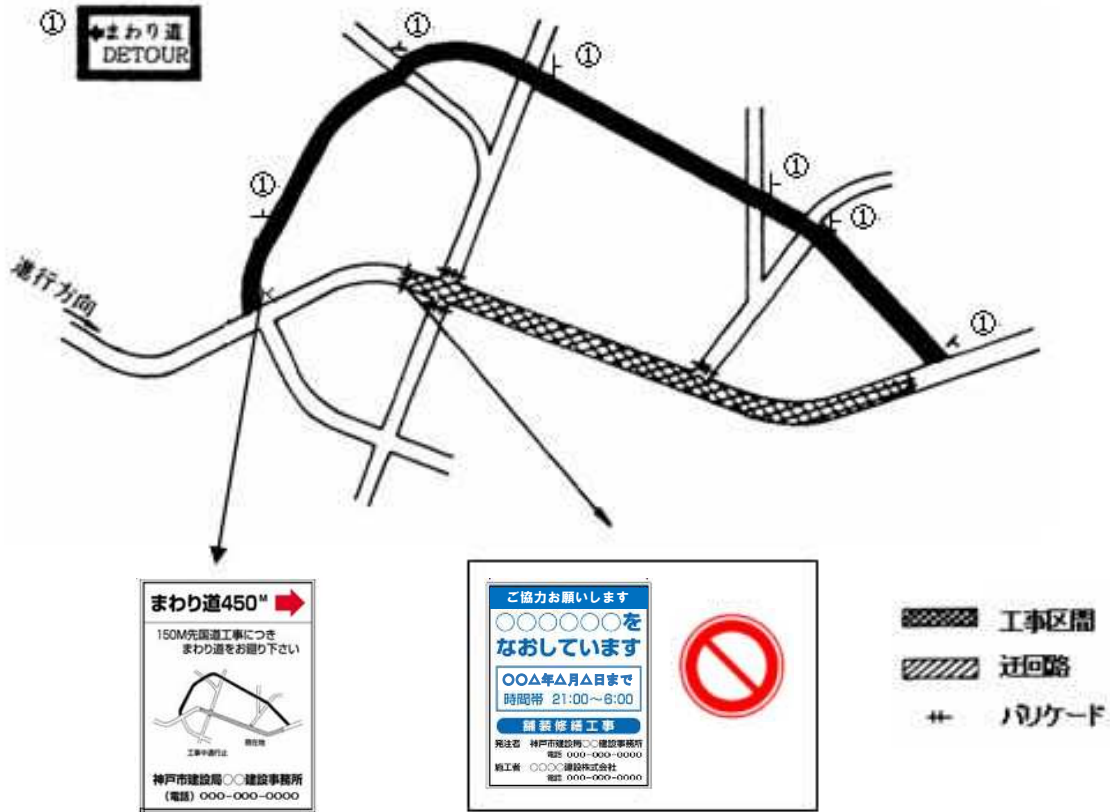 ①
まわり道
DETOUR
①
①
①
①
①
①
進行方向
まわり道450M
150M先国道工事につき
まわり道をお廻り下さい
現在地
工事中通行止
神戸市建設局○○建設事務所
(電話) 000-000-0000
ご協力お願いします
○○○○○○を
なおしています
○○△年△月△日まで
時間帯 21:00~6:00
舗装修繕工事
発注者 神戸市建設局○○建設事務所
電話 000-000-0000
施工者 ○○○○建設株式会社
電話 000-000-0000
工事区間
迂回路
バリケード